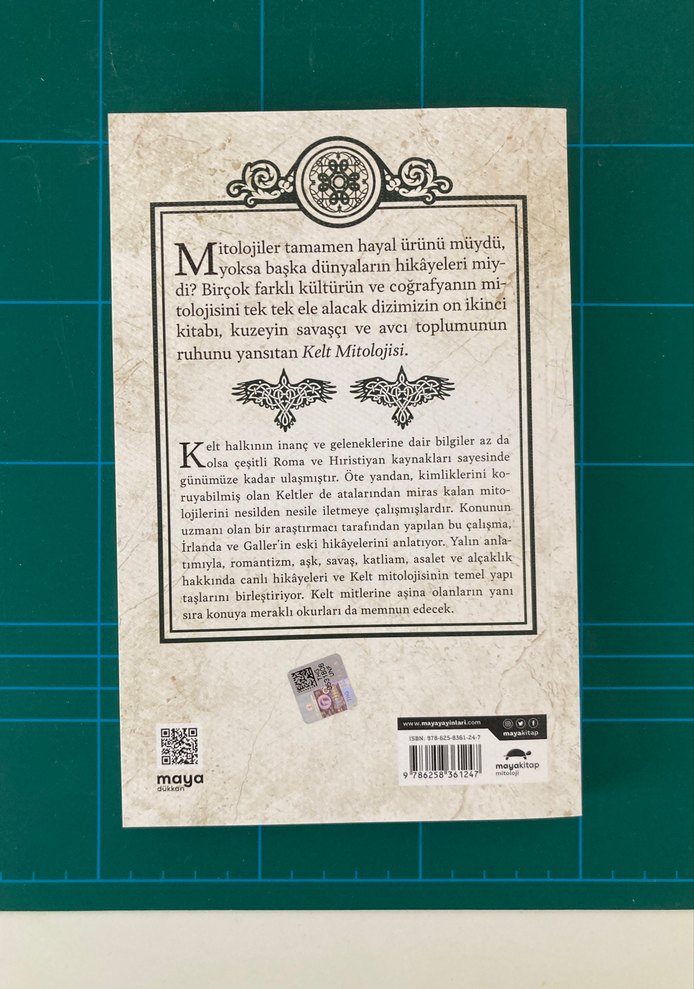 Mitolojiler tamamen hayal ürünü müydü,
yoksa başka dünyaların hikâyeleri miy-
di? Birçok farklı kültürün ve coğrafyanın mi-
tolojisini tek tek ele alacak dizimizin on ikinci
kitabı, kuzeyin savaşçı ve avcı toplumunun
ruhunu yansıtan Kelt Mitolojisi.
Kelt halkının inanç ve geleneklerine dair bilgiler az da
olsa çeşitli Roma ve Hıristiyan kaynakları sayesinde
günümüze kadar ulaşmıştır. Öte yandan, kimliklerini ko-
ruyabilmiş olan Keltler de atalarından miras kalan mito-
lojilerini nesilden nesile iletmeye çalışmışlardır. Konunun
uzmanı olan bir araştırmacı tarafından yapılan bu çalışma,
İrlanda ve Galler'in eski hikâyelerini anlatıyor. Yalın anla-
tımıyla, romantizm, aşk, savaş, katliam, asalet ve alçaklık
hakkında canlı hikâyeleri ve Kelt mitolojisinin temel yapı
taşlarını birleştiriyor. Kelt mitlerine aşina olanların yanı
sıra konuya meraklı okurları da memnun edecek.
maya
dükkan
www.mayayayinlari.com
mayakitap
ISBN: 978-625-8361-24-7
9 786258 361247
mayakitap
mitoloji